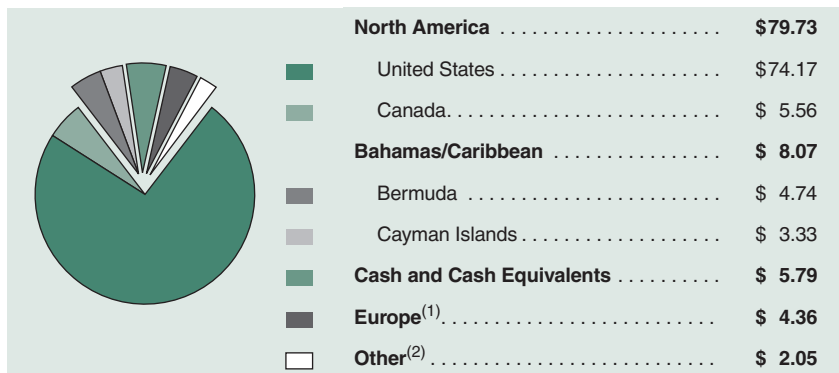 North America ..................... $79.73
United States ..................... $74.17
Canada. ........................ $ 5.56
Bahamas/Caribbean ................ $ 8.07
Bermuda ........................ $ 4.74
Cayman Islands ................... $ 3.33
Cash and Cash Equivalents .......... $ 5.79
Europe(1). ......................... $ 4.36
Other(2) ........................... $ 2.05